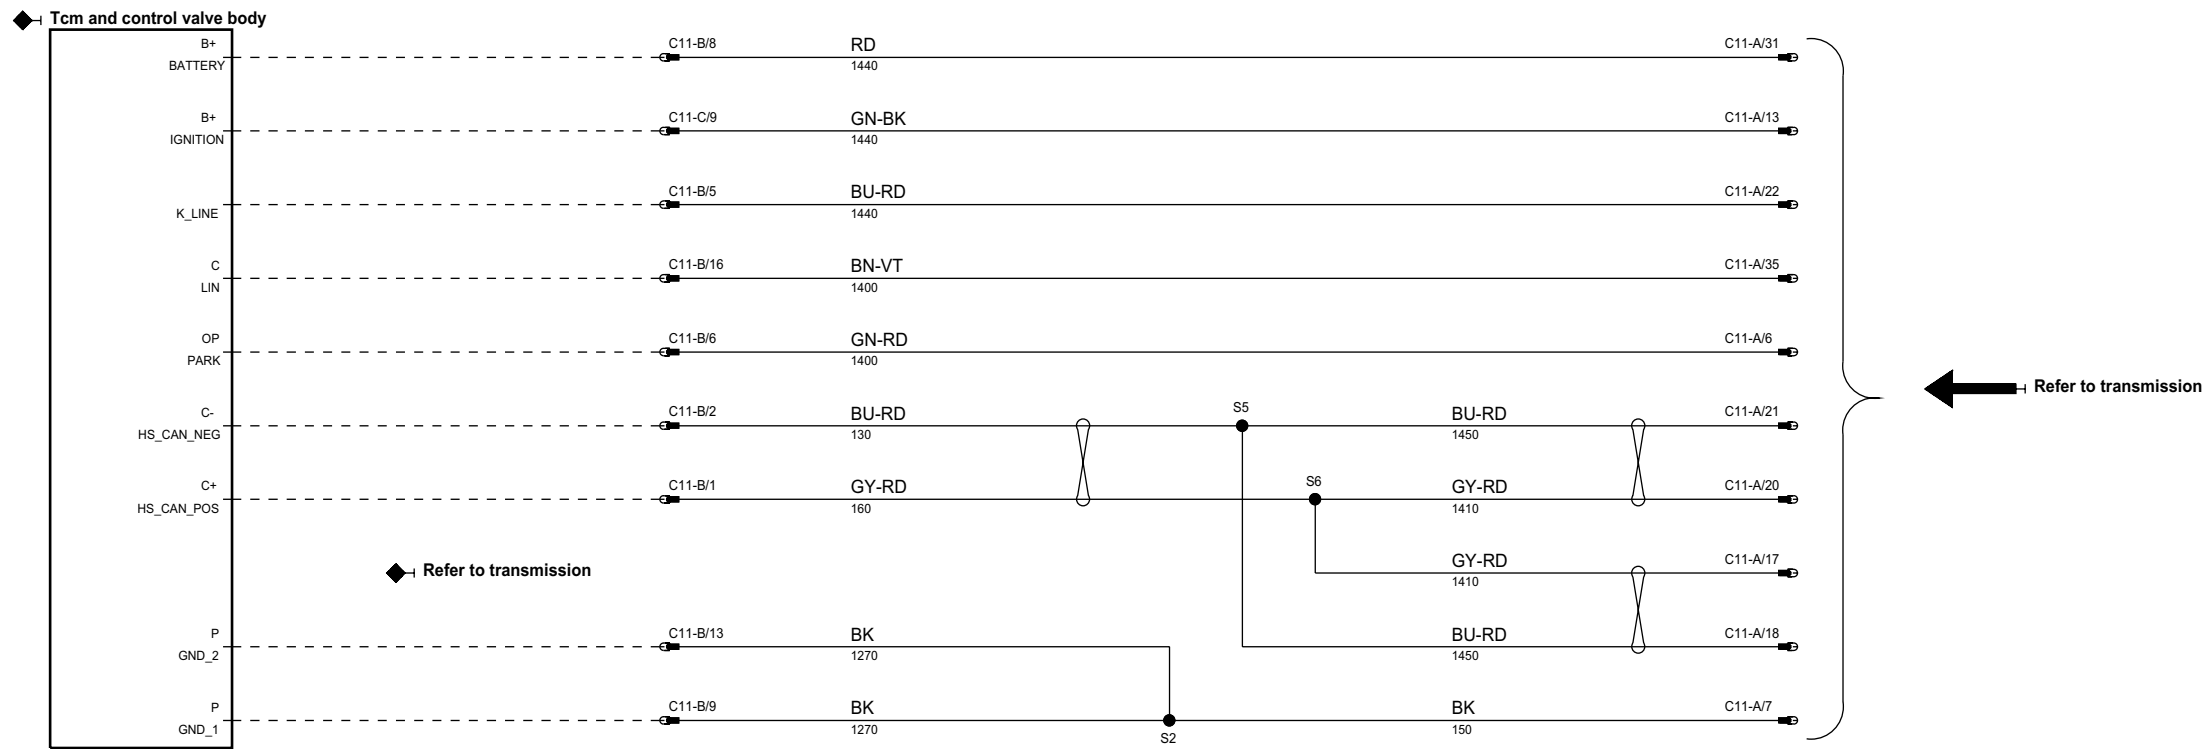 Tcm and control valve body
B+
BATTERY
C11-B/8
RD
1440
C11-A/31
B+
IGNITION
C11-C/9
GN-BK
1440
C11-A/13
K_LINE
C11-B/5
BU-RD
1440
C11-A/22
C
LIN
C11-B/16
BN-VT
1400
C11-A/35
OP
PARK
C11-B/6
GN-RD
1400
C11-A/6
Refer to transmission
C-
HS_CAN_NEG
C11-B/2
BU-RD
130
S5
BU-RD
1450
C11-A/21
C+
HS_CAN_POS
C11-B/1
GY-RD
160
S6
GY-RD
1410
C11-A/20
Refer to transmission
GY-RD
1410
C11-A/17
P
GND_2
C11-B/13
BK
1270
BU-RD
1450
C11-A/18
P
GND_1
C11-B/9
BK
1270
S2
BK
150
C11-A/7